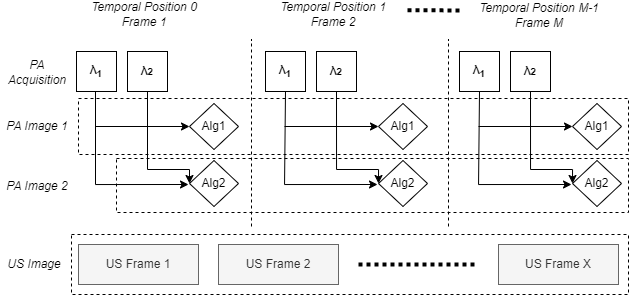 Temporal Position 0
Frame 1
Temporal Position 1
Frame 2
Temporal Position M-1
Frame M
PA
Acquisition
λ1 λ2 λ1 λ2 λ1 λ2
PA Image 1 Alg1 Alg1 Alg1
PA Image 2 Alg2 Alg2 Alg2
US Image US Frame 1 US Frame 2 US Frame X